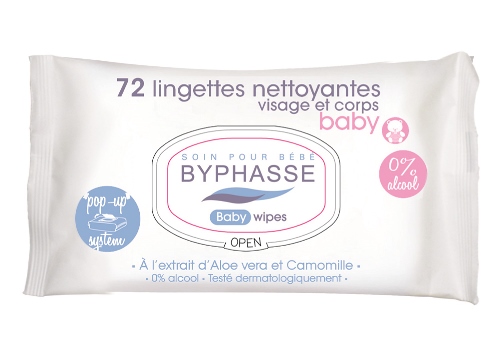 72 lingettes nettoyantes
visage et corps
baby
SOIN POUR BÉBÉ
BYPHASSE
Baby wipes
OPEN
0%
alcool
"pop-up"
system
• À l'extrait d'Aloe vera et Camomille •
• 0% alcool - Testé dermatologiquement •